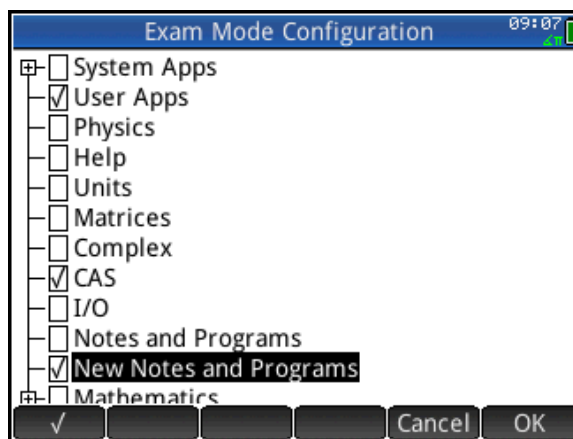 Exam Mode Configuration 09:07
∡π
System Apps
User Apps
Physics
Help
Units
Matrices
Complex
CAS
I/O
Notes and Programs
New Notes and Programs
Mathematics
√ Cancel OK